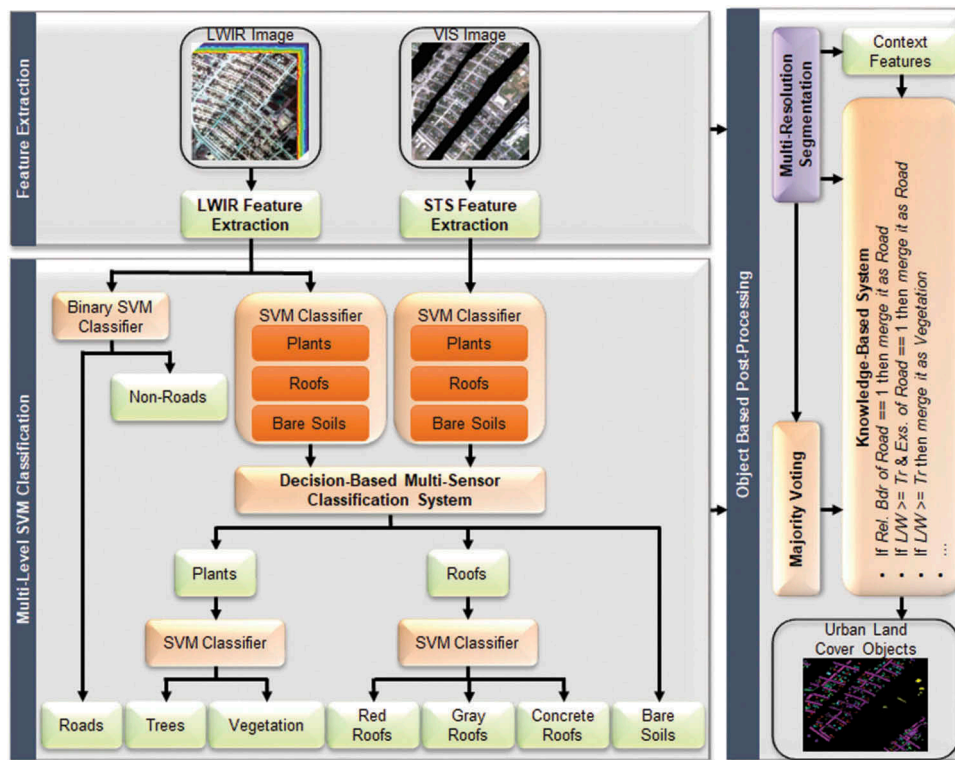 Feature Extraction
LWIR Image
VIS Image
LWIR Feature
Extraction
STS Feature
Extraction
Multi-Level SVM Classification
Binary SVM
Classifier
Non-Roads
SVM Classifier
Plants
Roofs
Bare Soils
SVM Classifier
Plants
Roofs
Bare Soils
Decision-Based Multi-Sensor
Classification System
Plants
Roofs
SVM Classifier
SVM Classifier
Roads
Trees
Vegetation
Red
Roofs
Gray
Roofs
Concrete
Roofs
Bare
Soils
Object Based Post-Processing
Multi-Resolution
Segmentation
Context
Features
Majority Voting
Knowledge-Based System
• If Rel. Bdr of Road == 1 then merge it as Road
• If L/W >= Tr & Exs. of Road == 1 then merge it as Road
• If L/W >= Tr then merge it as Vegetation
• ...
Urban Land
Cover Objects